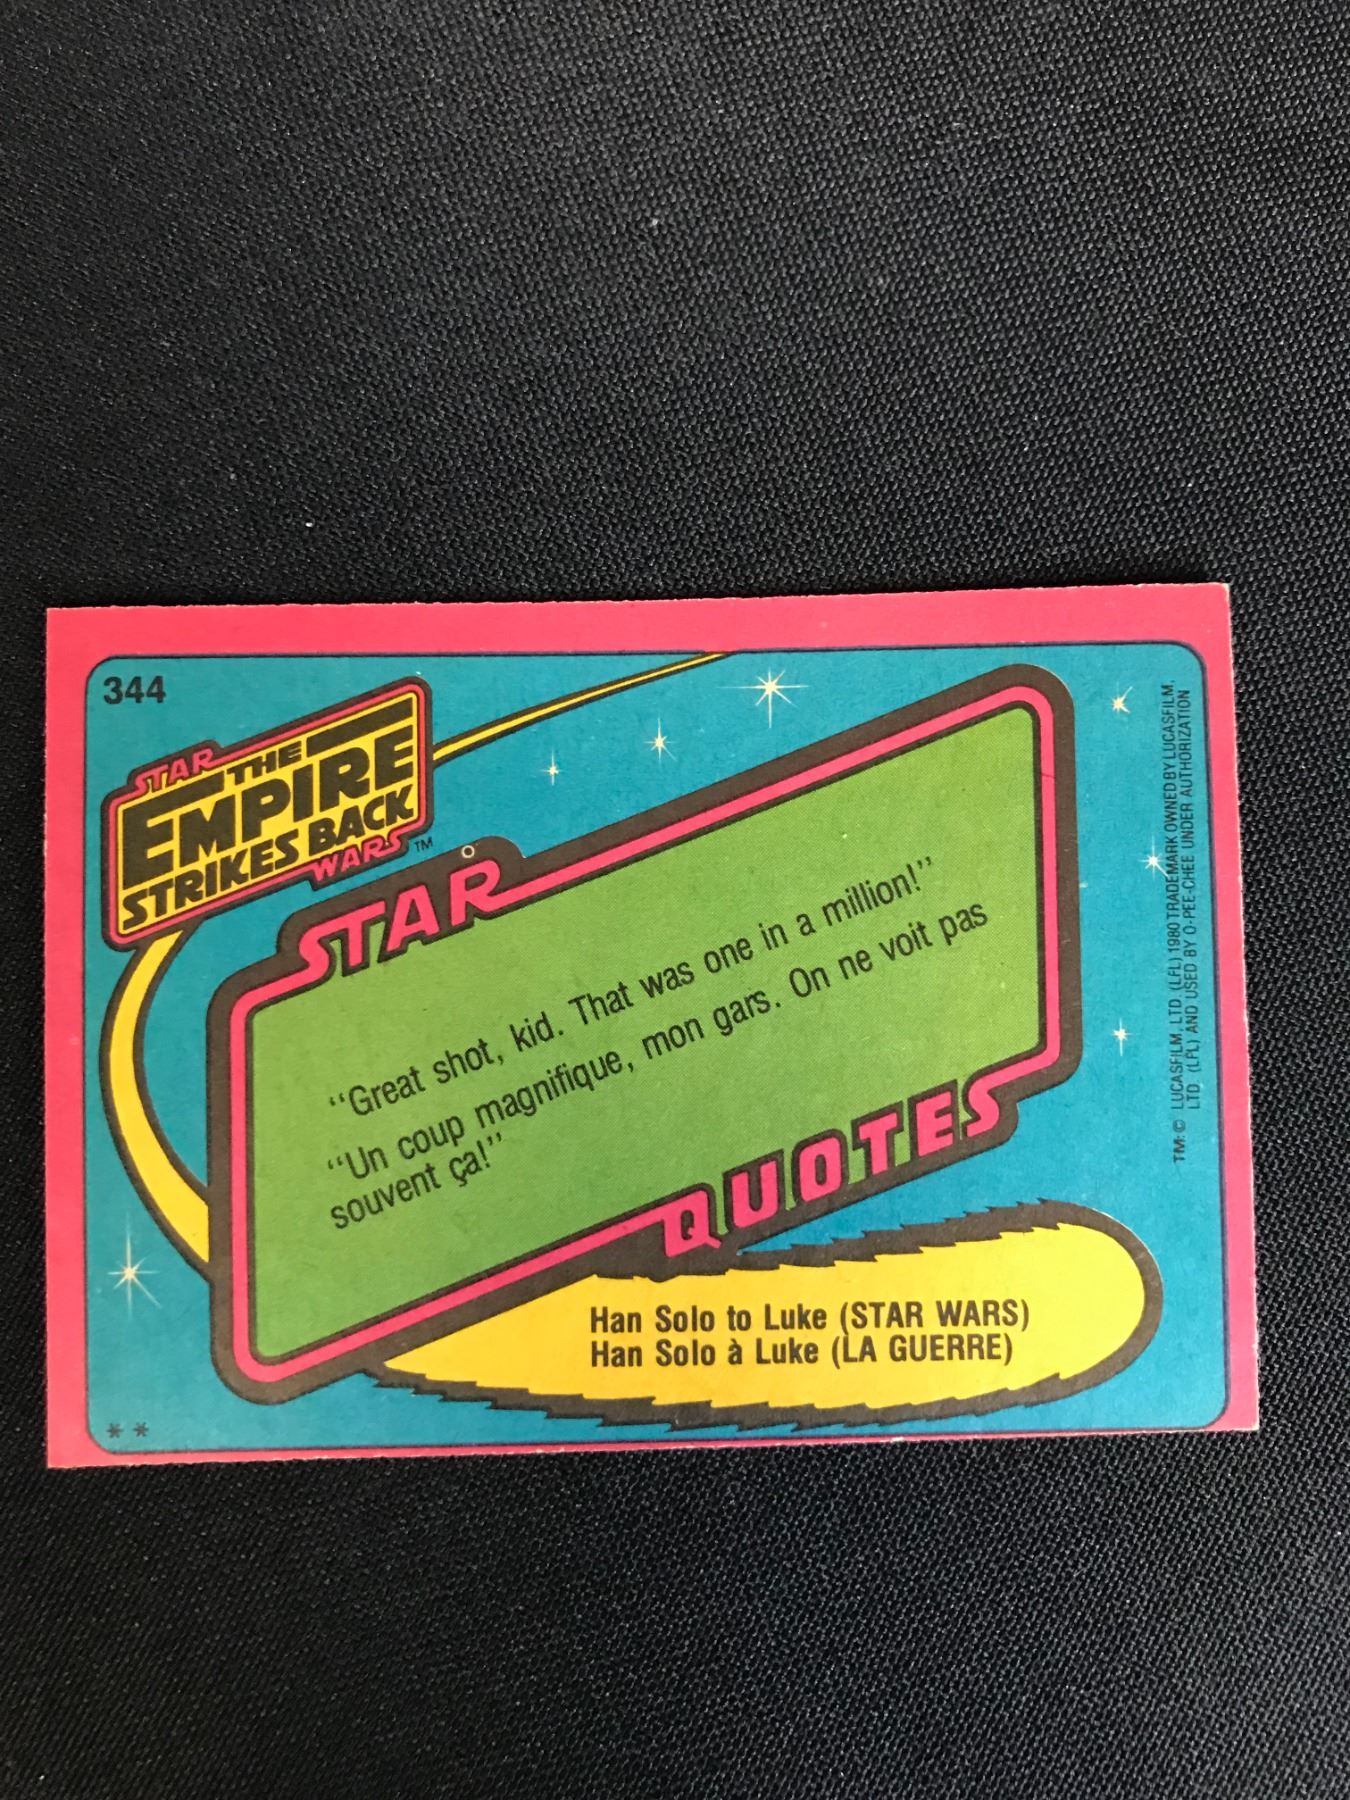 344
STAR
THE
EMPIRE
STRIKES BACK
WARS™
STAR
"Great shot, kid. That was one in a million!"
"Un coup magnifique, mon gars. On ne voit pas
souvent ça!"
QUOTES
Han Solo to Luke (STAR WARS)
Han Solo à Luke (LA GUERRE)
**
TM: © LUCASFILM, LTD. (LFL) 1980 TRADEMARK OWNED BY LUCASFILM,
LTD. (LFL) AND USED BY O-PEE-CHEE UNDER AUTHORIZATION